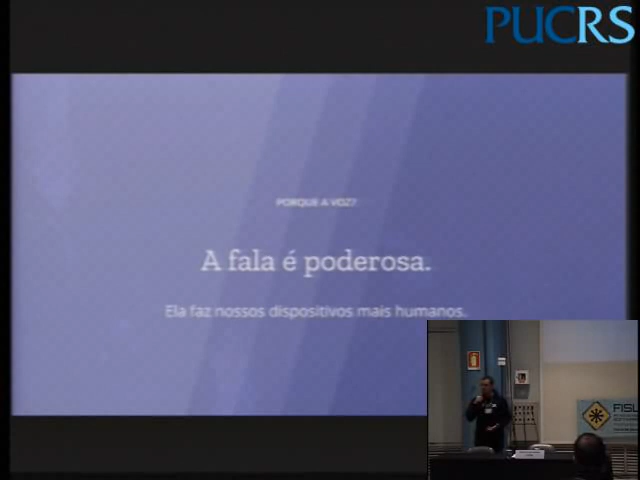 PUCRS
PORQUE A VOZ?
A fala é poderosa.
Ela faz nossos dispositivos mais humanos.
FISL